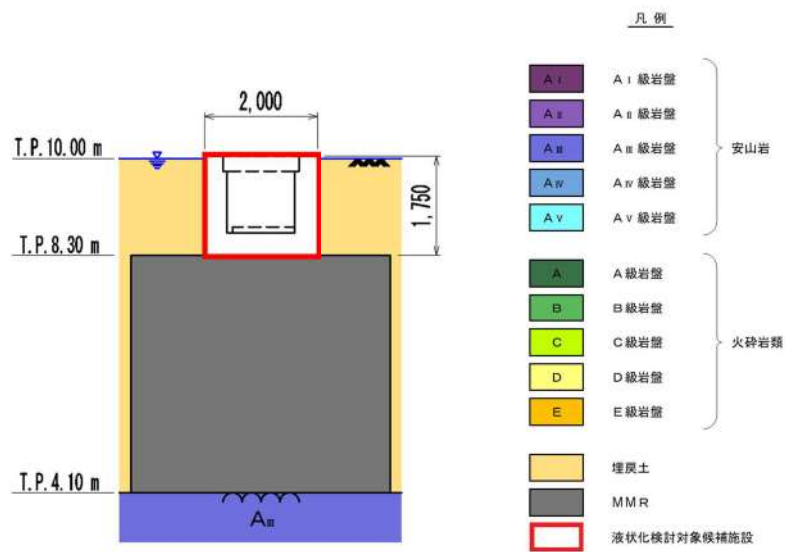 凡例
2,000
T.P.10.00 m
1,750
T.P.8.30 m
T.P.4.10 m
AⅢ
AⅠ AⅠ級岩盤
AⅡ AⅡ級岩盤
AⅢ AⅢ級岩盤
AⅣ AⅣ級岩盤
AⅤ AⅤ級岩盤
安山岩
A A級岩盤
B B級岩盤
C C級岩盤
D D級岩盤
E E級岩盤
火砕岩類
埋戻土
MMR
液状化検討対象候補施設